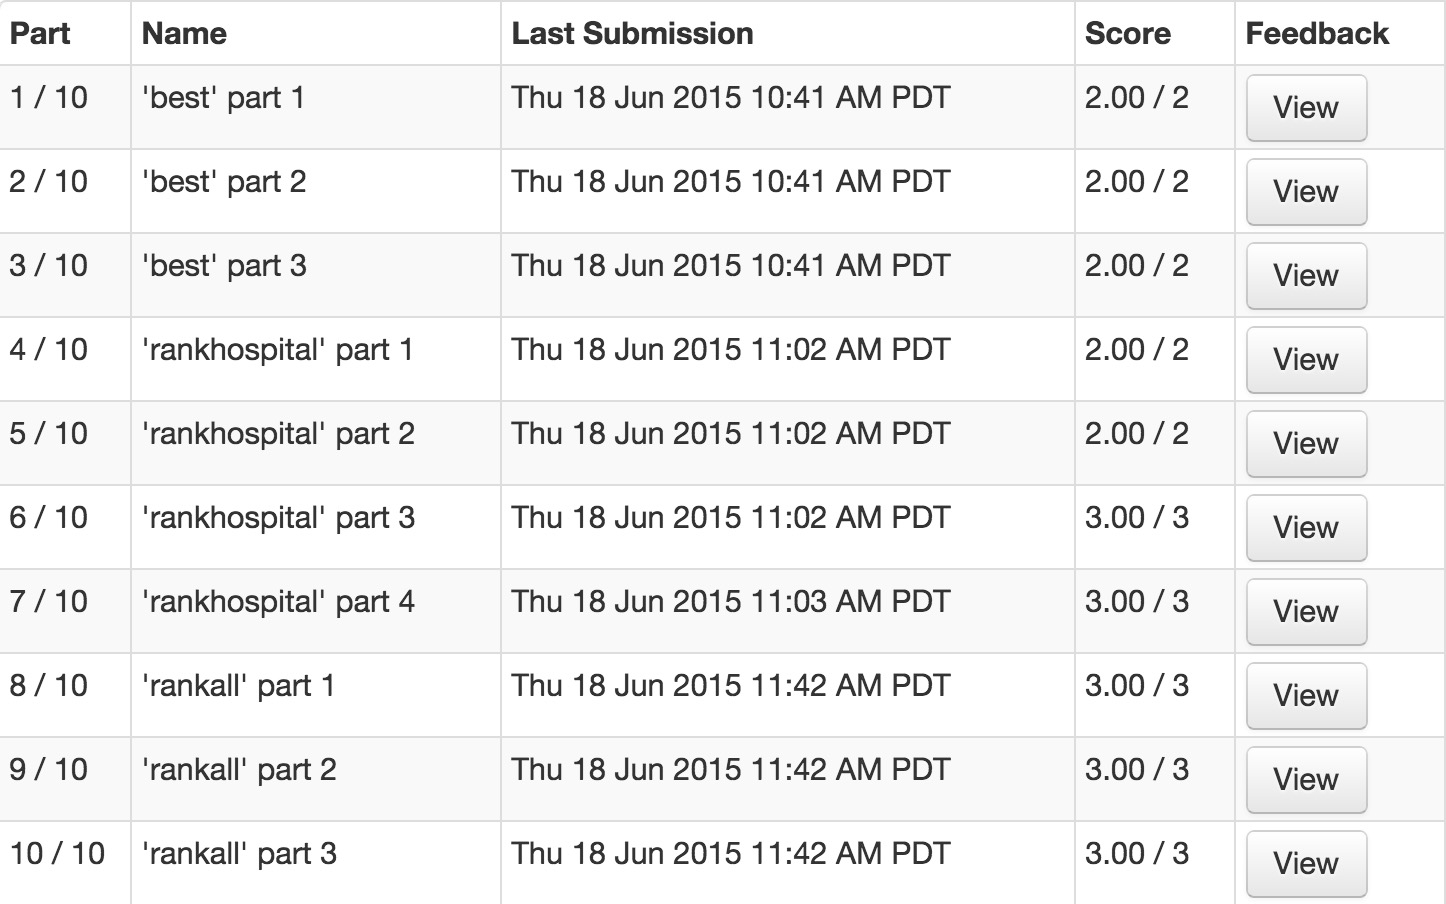 Part Name Last Submission Score Feedback
1 / 10 'best' part 1 Thu 18 Jun 2015 10:41 AM PDT 2.00 / 2 View
2 / 10 'best' part 2 Thu 18 Jun 2015 10:41 AM PDT 2.00 / 2 View
3 / 10 'best' part 3 Thu 18 Jun 2015 10:41 AM PDT 2.00 / 2 View
4 / 10 'rankhospital' part 1 Thu 18 Jun 2015 11:02 AM PDT 2.00 / 2 View
5 / 10 'rankhospital' part 2 Thu 18 Jun 2015 11:02 AM PDT 2.00 / 2 View
6 / 10 'rankhospital' part 3 Thu 18 Jun 2015 11:02 AM PDT 3.00 / 3 View
7 / 10 'rankhospital' part 4 Thu 18 Jun 2015 11:03 AM PDT 3.00 / 3 View
8 / 10 'rankall' part 1 Thu 18 Jun 2015 11:42 AM PDT 3.00 / 3 View
9 / 10 'rankall' part 2 Thu 18 Jun 2015 11:42 AM PDT 3.00 / 3 View
10 / 10 'rankall' part 3 Thu 18 Jun 2015 11:42 AM PDT 3.00 / 3 View